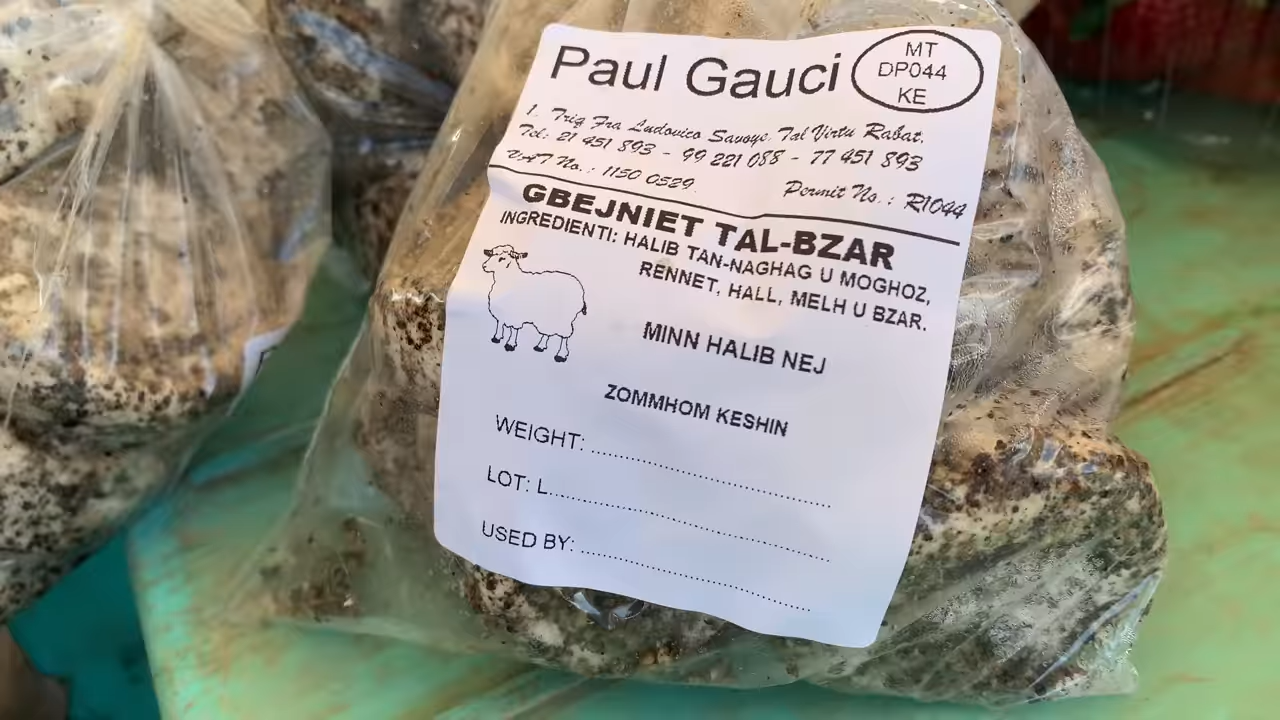 Paul Gauci
MT
DP044
KE
1. Triq Fra Ludovico Savoye. Tal Virtu Rabat.
Tel: 21 451 893 - 99 221 088 - 77 451 893
VAT No. : 1150 0529
Permit No. : R1044
GBEJNIET TAL-BZAR
INGREDIENTI: HALIB TAN-NAGHAG U MOGHOZ,
RENNET, HALL, MELH U BZAR.
MINN HALIB NEJ
ZOMMHOM KESHIN
WEIGHT: ........................................
LOT: L........................................
USED BY: ........................................